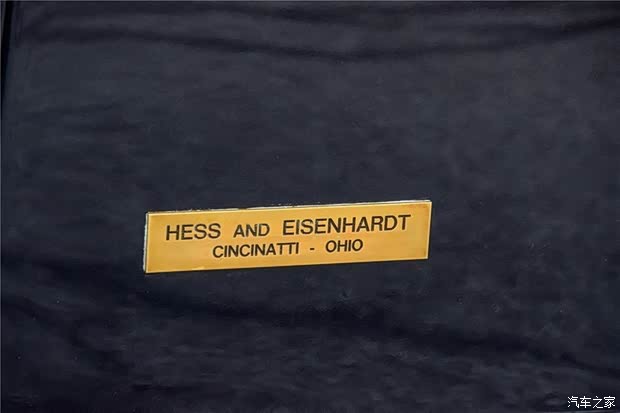 HESS AND EISENHARDT
CINCINATTI - OHIO
汽车之家